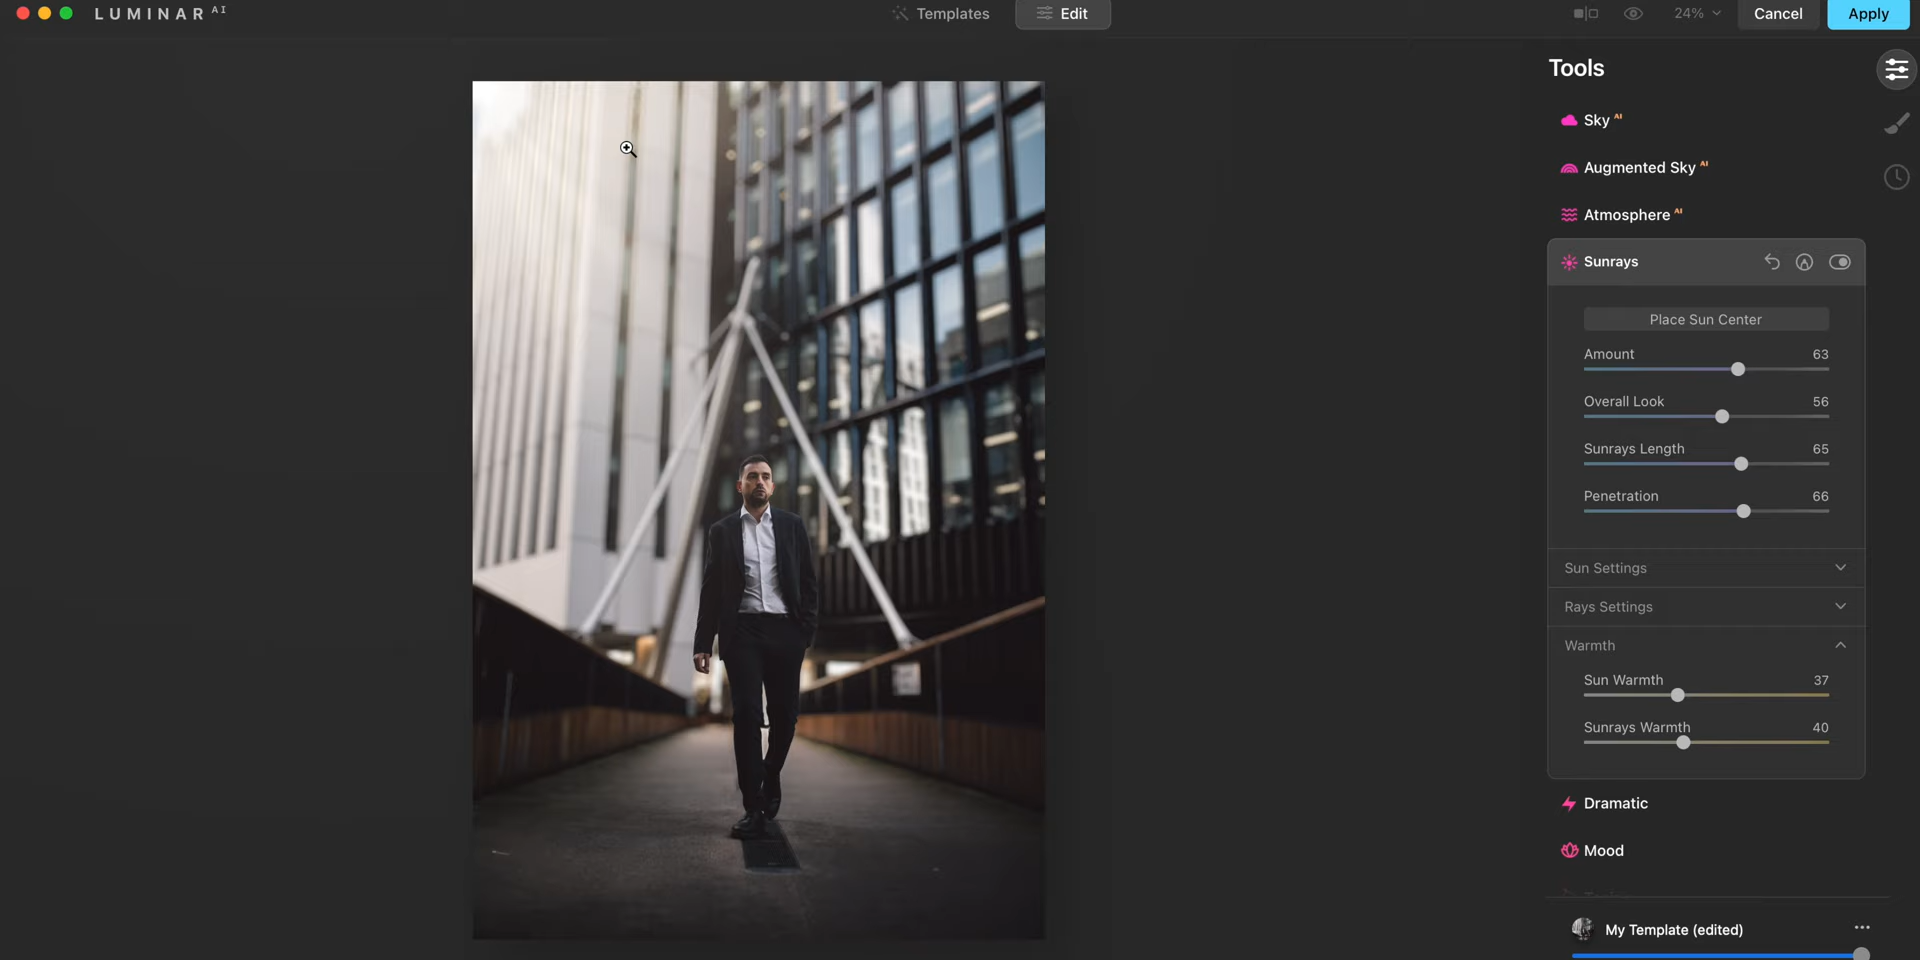 LUMINAR AI
Templates
Edit
24%
Cancel
Apply
Tools
Sky AI
Augmented Sky AI
Atmosphere AI
Sunrays
Place Sun Center
Amount 63
Overall Look 56
Sunrays Length 65
Penetration 66
Sun Settings
Rays Settings
Warmth
Sun Warmth 37
Sunrays Warmth 40
Dramatic
Mood
My Template (edited)